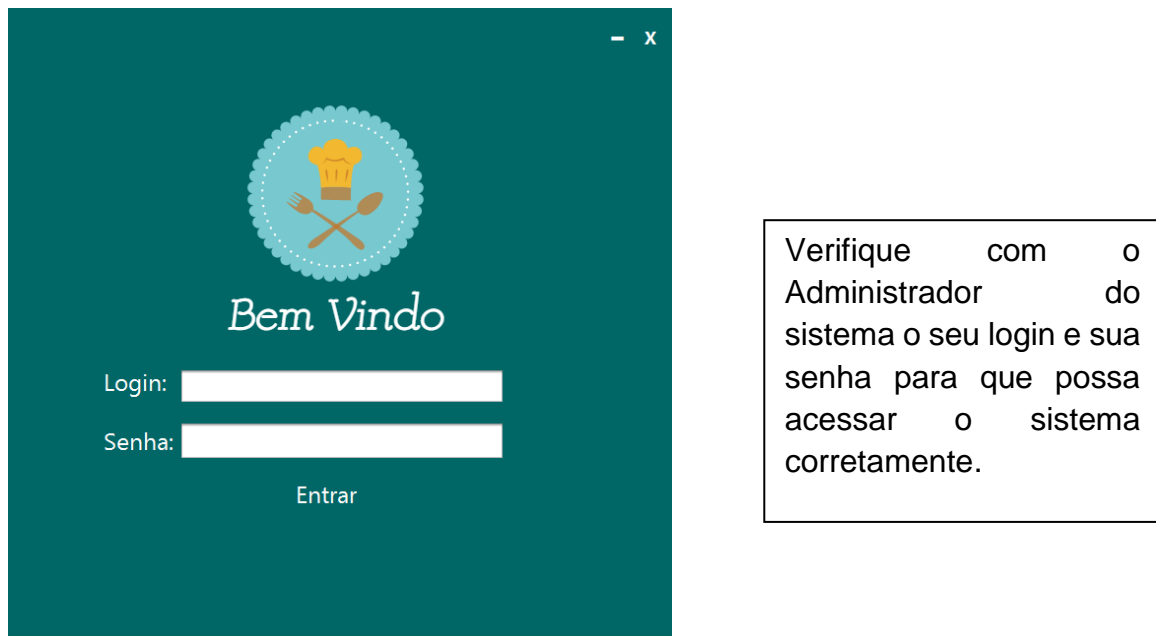 – x
Bem Vindo
Login:
Senha:
Entrar
Verifique com o
Administrador do
sistema o seu login e sua
senha para que possa
acessar o sistema
corretamente.